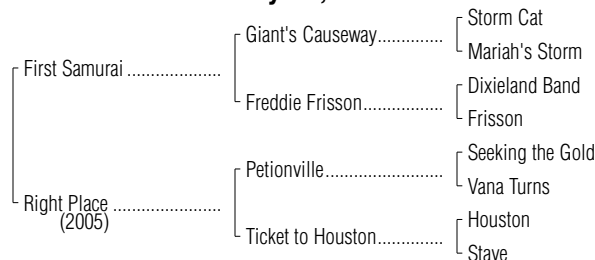 Storm Cat
Giant's Causeway..............
Mariah's Storm
First Samurai .....................
Dixieland Band
Freddie Frisson.................
Frisson
Seeking the Gold
Petionville.........................
Vana Turns
Right Place ........................
(2005)
Houston
Ticket to Houston..............
Stave